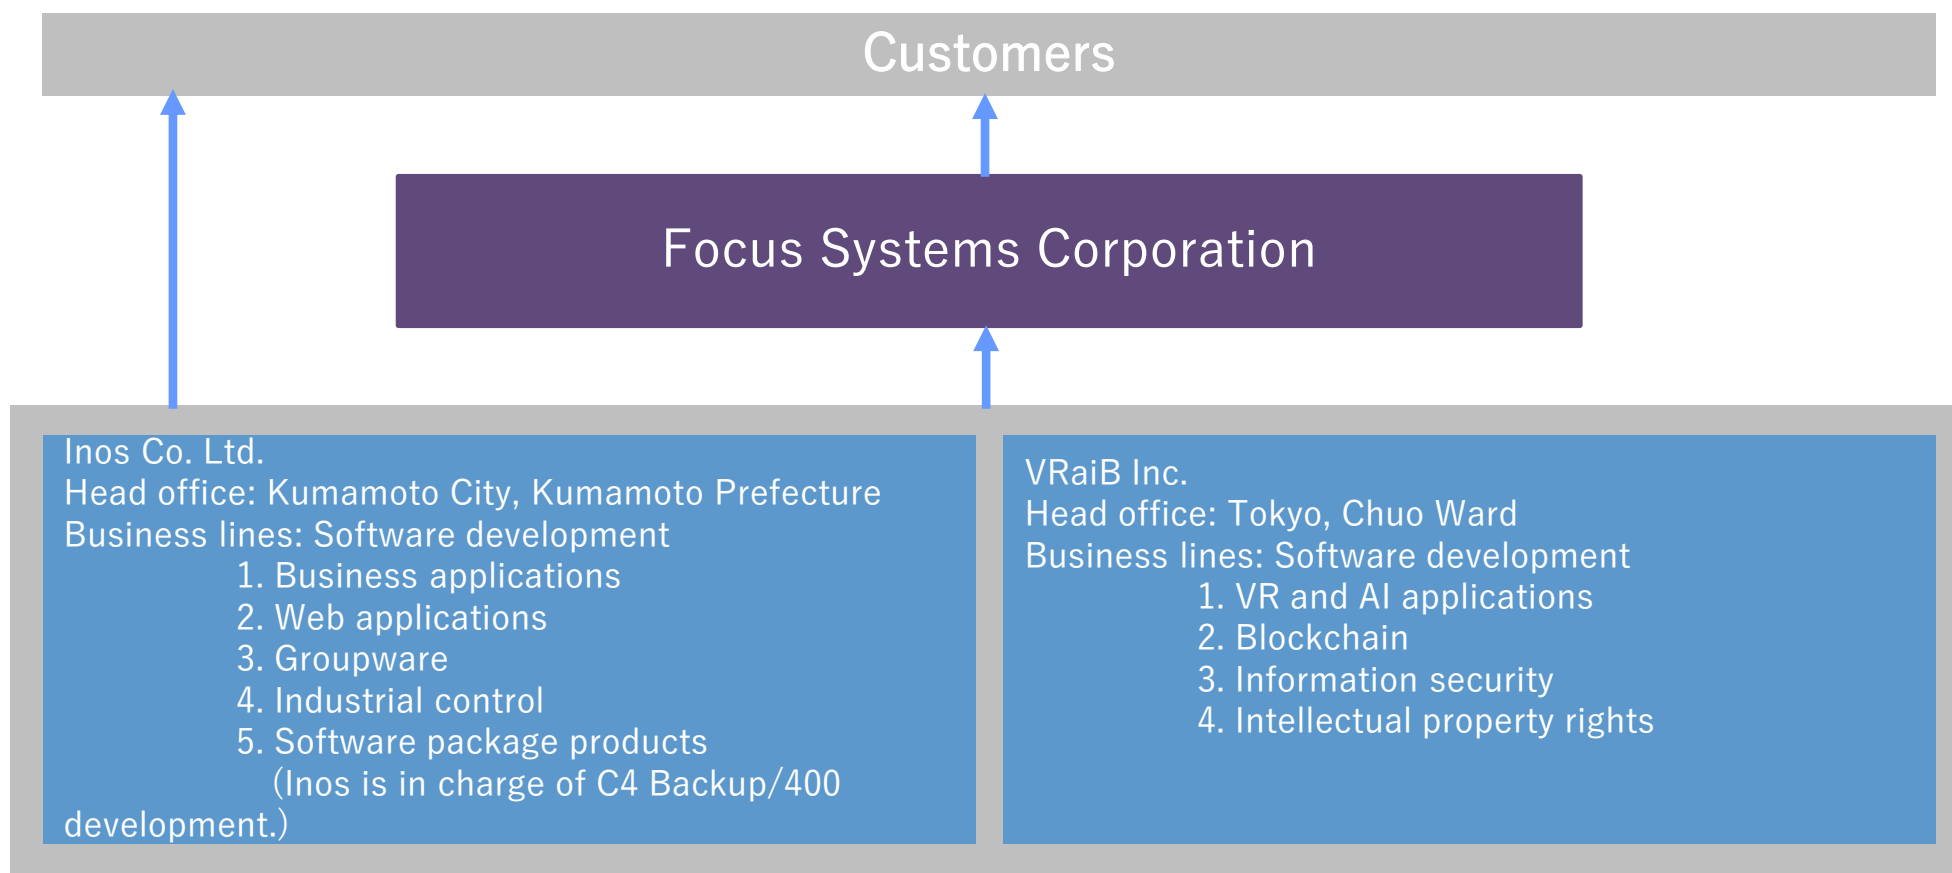 Customers
Focus Systems Corporation
Inos Co. Ltd.
Head office: Kumamoto City, Kumamoto Prefecture
Business lines: Software development
1. Business applications
2. Web applications
3. Groupware
4. Industrial control
5. Software package products
(Inos is in charge of C4 Backup/400
development.)
VRaiB Inc.
Head office: Tokyo, Chuo Ward
Business lines: Software development
1. VR and AI applications
2. Blockchain
3. Information security
4. Intellectual property rights